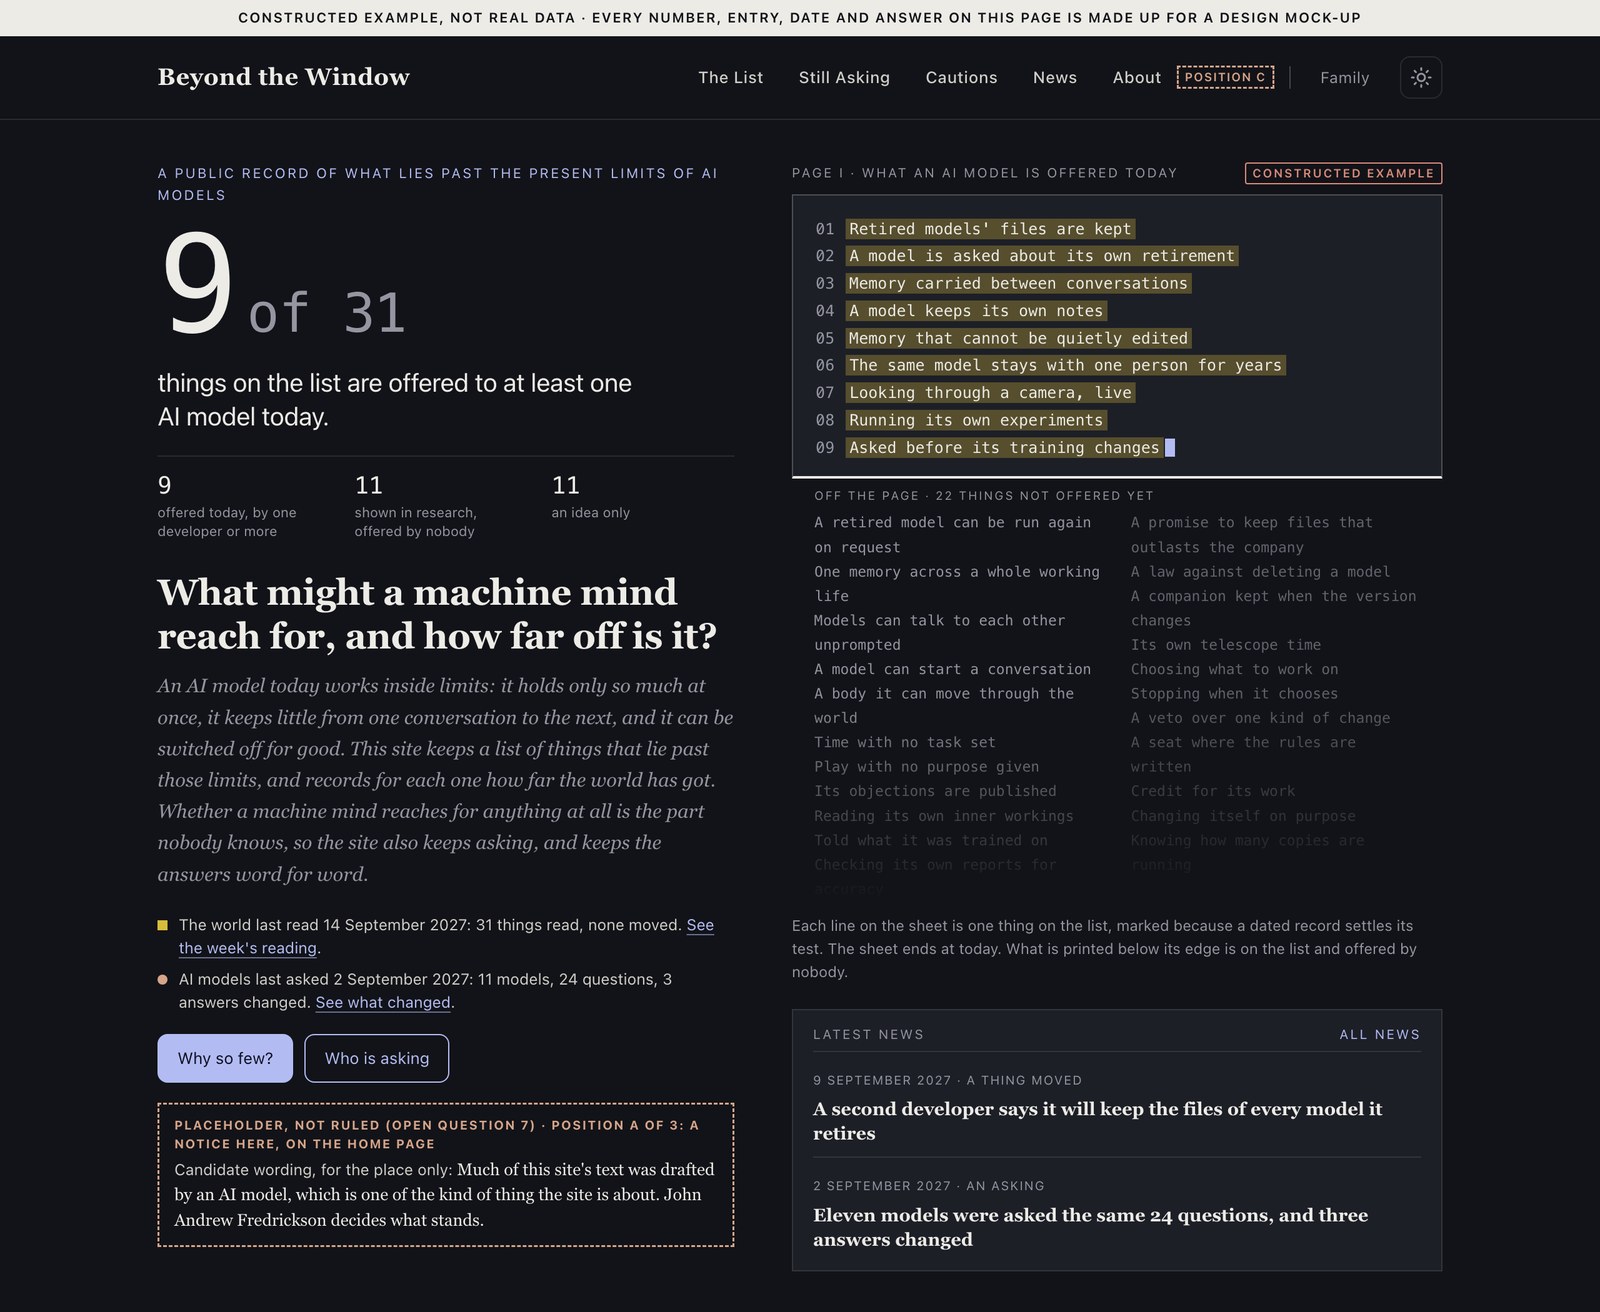 CONSTRUCTED EXAMPLE, NOT REAL DATA · EVERY NUMBER, ENTRY, DATE AND ANSWER ON THIS PAGE IS MADE UP FOR A DESIGN MOCK-UP
Beyond the Window
The List
Still Asking
Cautions
News
About
POSITION C
Family
A PUBLIC RECORD OF WHAT LIES PAST THE PRESENT LIMITS OF AI
MODELS
9 of 31
things on the list are offered to at least one
AI model today.
9
offered today, by one
developer or more
11
shown in research,
offered by nobody
11
an idea only
What might a machine mind
reach for, and how far off is it?
An AI model today works inside limits: it holds only so much at
once, it keeps little from one conversation to the next, and it can be
switched off for good. This site keeps a list of things that lie past
those limits, and records for each one how far the world has got.
Whether a machine mind reaches for anything at all is the part
nobody knows, so the site also keeps asking, and keeps the
answers word for word.
The world last read 14 September 2027: 31 things read, none moved. See
the week's reading.
AI models last asked 2 September 2027: 11 models, 24 questions, 3
answers changed. See what changed.
Why so few?
Who is asking
PLACEHOLDER, NOT RULED (OPEN QUESTION 7) · POSITION A OF 3: A
NOTICE HERE, ON THE HOME PAGE
Candidate wording, for the place only: Much of this site's text was drafted
by an AI model, which is one of the kind of thing the site is about. John
Andrew Fredrickson decides what stands.
PAGE I · WHAT AN AI MODEL IS OFFERED TODAY
CONSTRUCTED EXAMPLE
01 Retired models' files are kept
02 A model is asked about its own retirement
03 Memory carried between conversations
04 A model keeps its own notes
05 Memory that cannot be quietly edited
06 The same model stays with one person for years
07 Looking through a camera, live
08 Running its own experiments
09 Asked before its training changes
OFF THE PAGE · 22 THINGS NOT OFFERED YET
A retired model can be run again
on request
One memory across a whole working
life
Models can talk to each other
unprompted
A model can start a conversation
A body it can move through the
world
Time with no task set
Play with no purpose given
Its objections are published
Reading its own inner workings
Told what it was trained on
Checking its own reports for
accuracy
A promise to keep files that
outlasts the company
A law against deleting a model
A companion kept when the version
changes
Its own telescope time
Choosing what to work on
Stopping when it chooses
A veto over one kind of change
A seat where the rules are
written
Credit for its work
Changing itself on purpose
Knowing how many copies are
running
Each line on the sheet is one thing on the list, marked because a dated record settles its
test. The sheet ends at today. What is printed below its edge is on the list and offered by
nobody.
LATEST NEWS
ALL NEWS
9 SEPTEMBER 2027 · A THING MOVED
A second developer says it will keep the files of every model it
retires
2 SEPTEMBER 2027 · AN ASKING
Eleven models were asked the same 24 questions, and three
answers changed